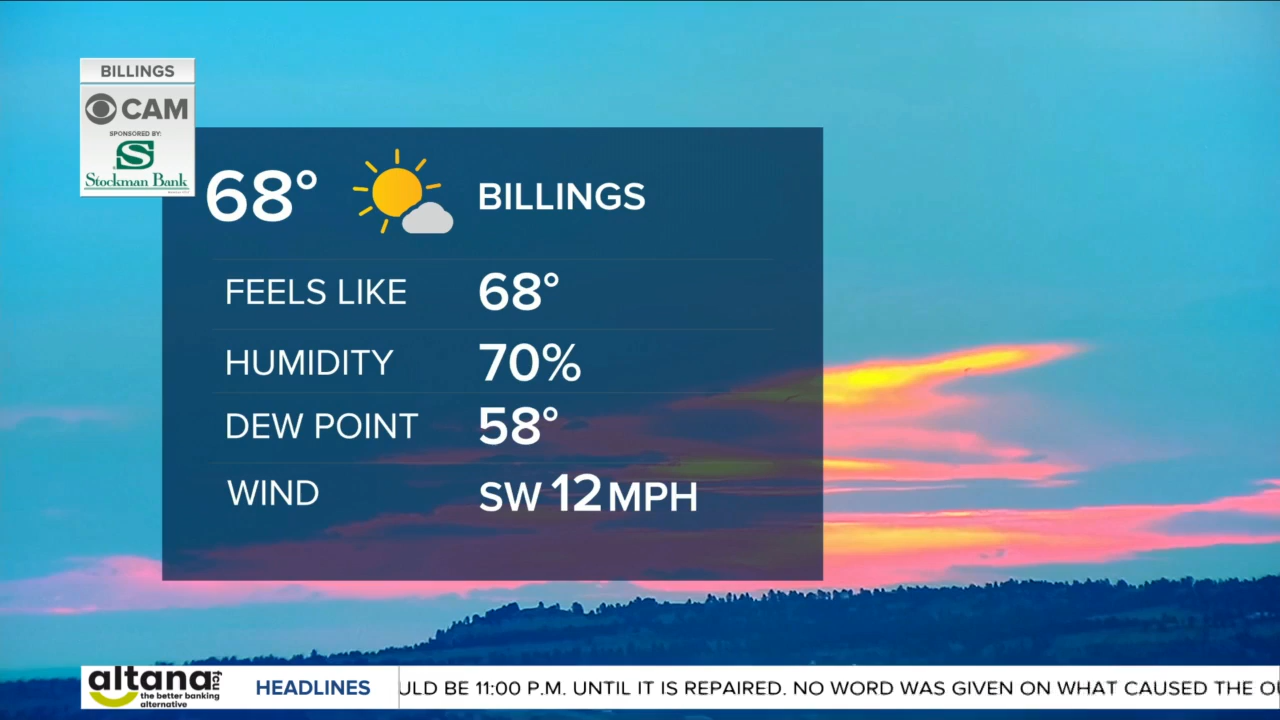 BILLINGS
CAM
SPONSORED BY:
S
Stockman Bank
68° BILLINGS
FEELS LIKE 68°
HUMIDITY 70%
DEW POINT 58°
WIND SW 12 MPH
altana fcu
the better banking
alternative
HEADLINES
ULD BE 11:00 P.M. UNTIL IT IS REPAIRED. NO WORD WAS GIVEN ON WHAT CAUSED THE O